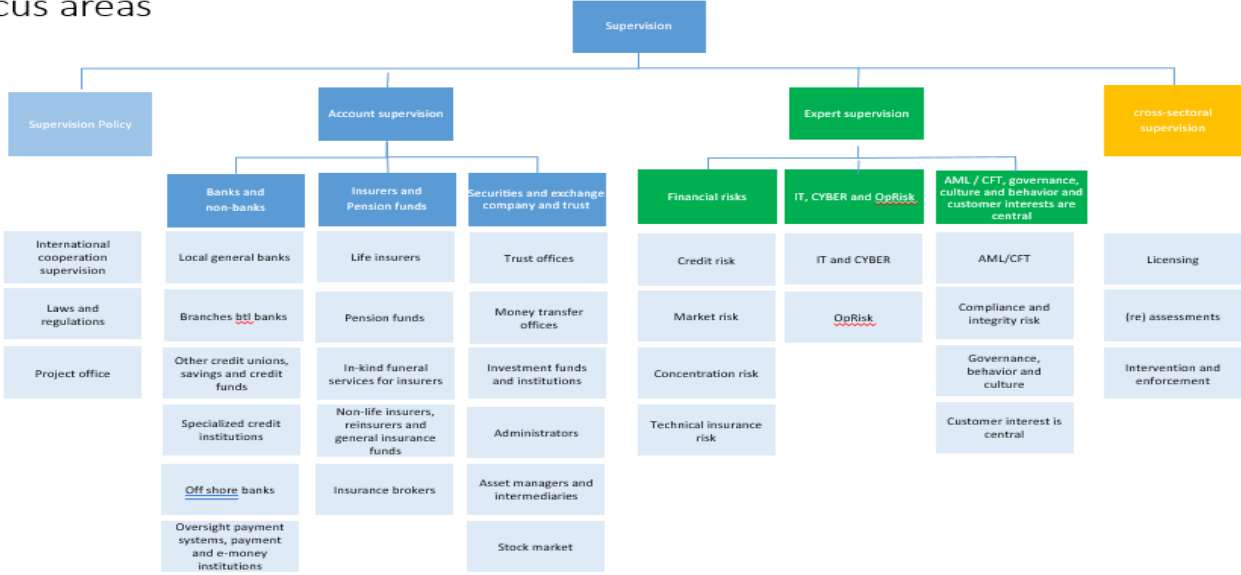 cus areas
Supervision
Supervision Policy
Account supervision
Expert supervision
cross-sectoral
supervision
Banks and
non-banks
Insurers and
Pension funds
Securities and exchange
company and trust
Financial risks
IT, CYBER and OpRisk
AML / CFT, governance,
culture and behavior and
customer interests are
central
International
cooperation
supervision
Laws and
regulations
Project office
Local general banks
Branches btl banks
Other credit unions,
savings and credit
funds
Specialized credit
institutions
Off shore banks
Oversight payment
systems, payment
and e-money
institutions
Life insurers
Pension funds
In-kind funeral
services for insurers
Non-life insurers,
reinsurers and
general insurance
funds
Insurance brokers
Trust offices
Money transfer
offices
Investment funds
and institutions
Administrators
Asset managers and
intermediaries
Stock market
Credit risk
Market risk
Concentration risk
Technical insurance
risk
IT and CYBER
OpRisk
AML/CFT
Compliance and
integrity risk
Governance,
behavior and
culture
Customer interest is
central
Licensing
(re) assessments
Intervention and
enforcement